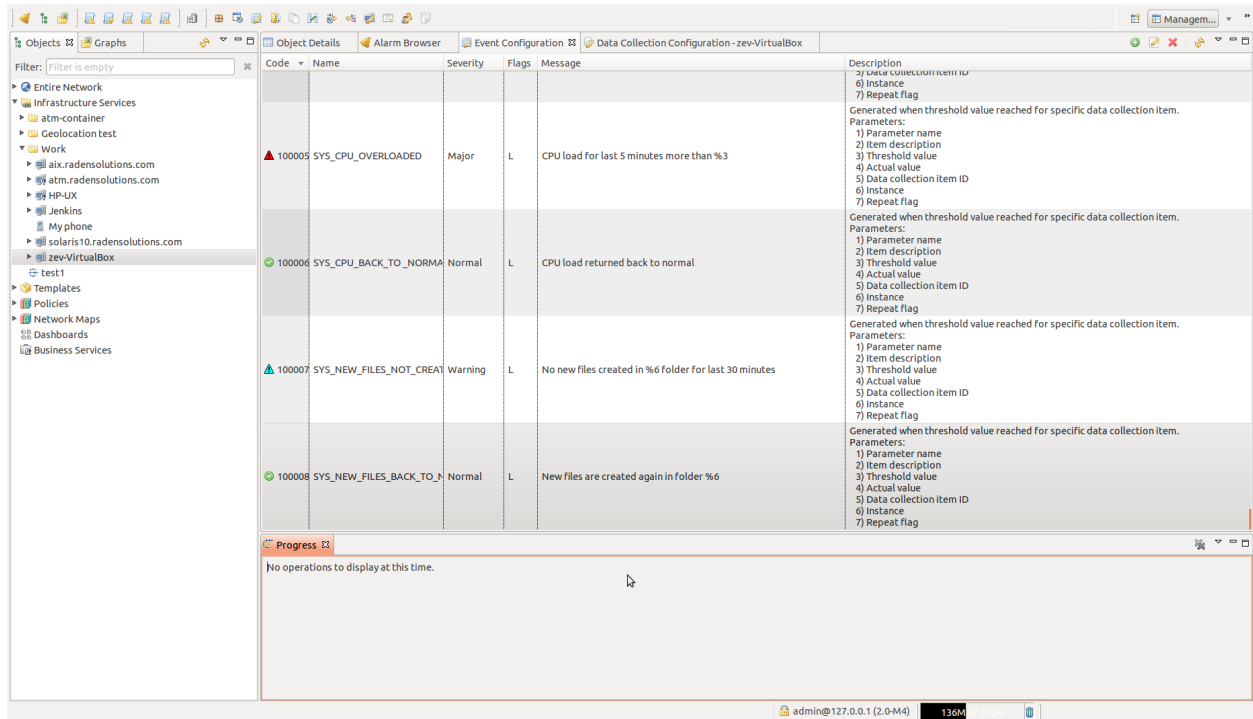 Managem...
Objects
Graphs
Object Details
Alarm Browser
Event Configuration
Data Collection Configuration - zev-VirtualBox
Filter: Filter is empty
Entire Network
Infrastructure Services
atm-container
Geolocation test
Work
aix.radensolutions.com
atm.radensolutions.com
HP-UX
Jenkins
My phone
solaris10.radensolutions.com
zev-VirtualBox
test1
Templates
Policies
Network Maps
Dashboards
Business Services
Code Name Severity Flags Message Description
5) Data collection item ID
6) Instance
7) Repeat flag
100005 SYS_CPU_OVERLOADED Major L CPU load for last 5 minutes more than %3
Generated when threshold value reached for specific data collection item.
Parameters:
1) Parameter name
2) Item description
3) Threshold value
4) Actual value
5) Data collection item ID
6) Instance
7) Repeat flag
100006 SYS_CPU_BACK_TO_NORMA Normal L CPU load returned back to normal
Generated when threshold value reached for specific data collection item.
Parameters:
1) Parameter name
2) Item description
3) Threshold value
4) Actual value
5) Data collection item ID
6) Instance
7) Repeat flag
100007 SYS_NEW_FILES_NOT_CREAT Warning L No new files created in %6 folder for last 30 minutes
Generated when threshold value reached for specific data collection item.
Parameters:
1) Parameter name
2) Item description
3) Threshold value
4) Actual value
5) Data collection item ID
6) Instance
7) Repeat flag
100008 SYS_NEW_FILES_BACK_TO_N Normal L New files are created again in folder %6
Generated when threshold value reached for specific data collection item.
Parameters:
1) Parameter name
2) Item description
3) Threshold value
4) Actual value
5) Data collection item ID
6) Instance
7) Repeat flag
Progress
No operations to display at this time.
admin@127.0.0.1 (2.0-M4)
136M